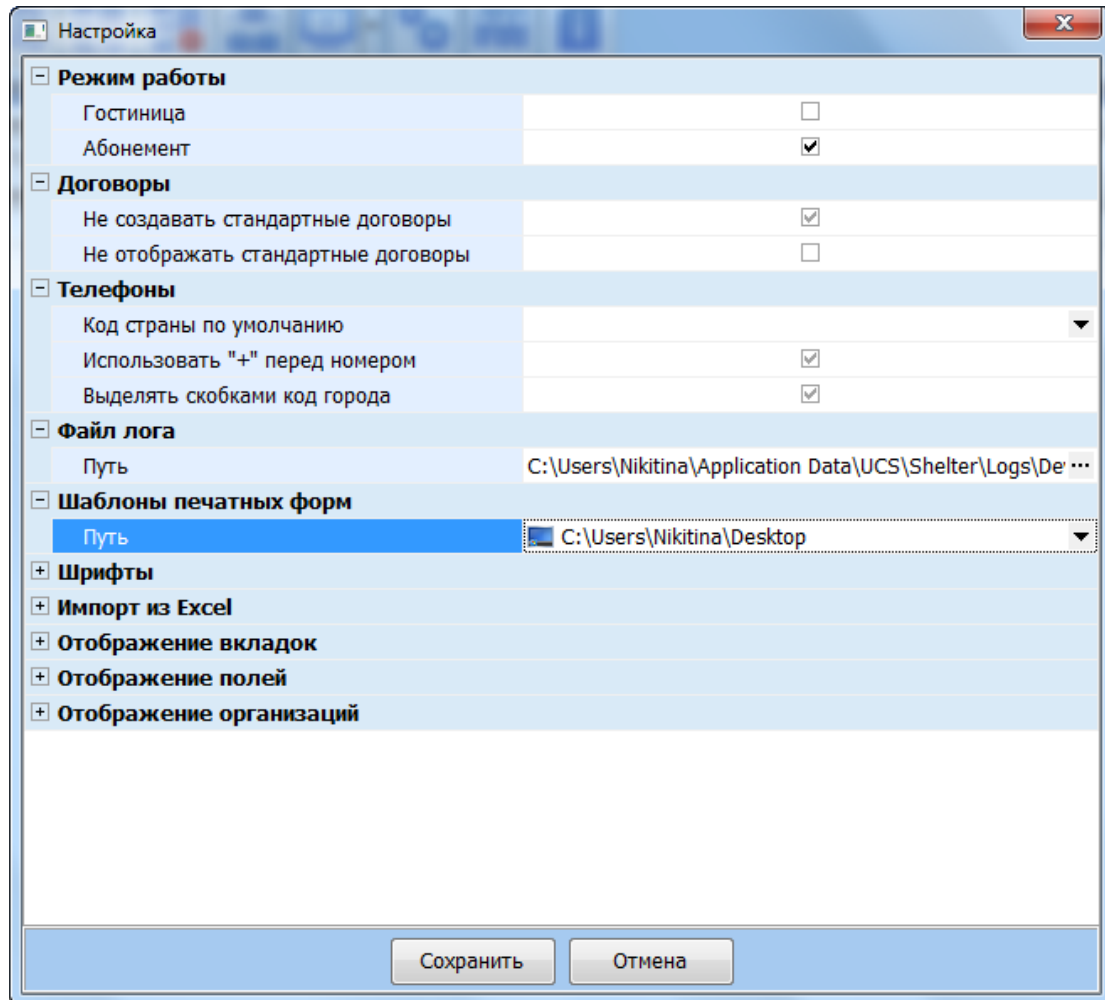 Настройка
Режим работы
Гостиница
Абонемент
Договоры
Не создавать стандартные договоры
Не отображать стандартные договоры
Телефоны
Код страны по умолчанию
Использовать "+" перед номером
Выделять скобками код города
Файл лога
Путь C:\Users\Nikitina\Application Data\UCS\Shelter\Logs\De
Шаблоны печатных форм
Путь C:\Users\Nikitina\Desktop
Шрифты
Импорт из Excel
Отображение вкладок
Отображение полей
Отображение организаций
Сохранить Отмена